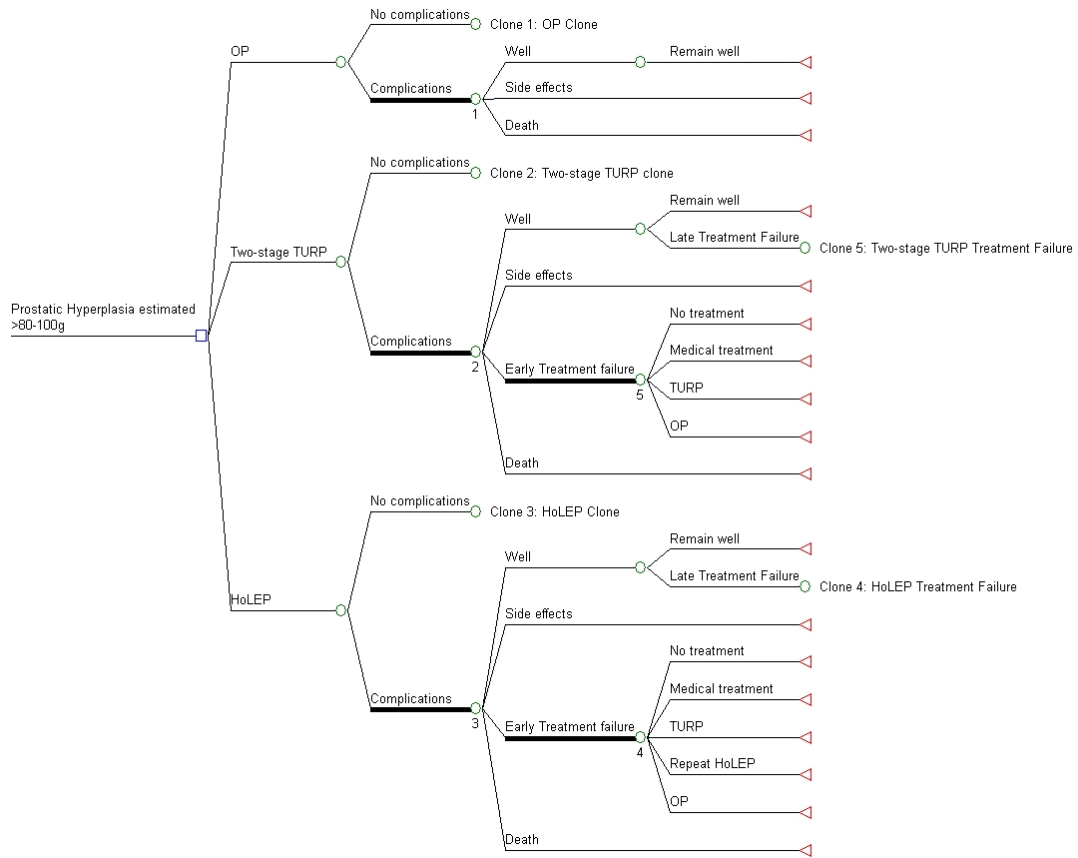 No complications
Clone 1: OP Clone
OP
Well
Remain well
Complications
1
Side effects
Death
No complications
Clone 2: Two-stage TURP clone
Two-stage TURP
Well
Remain well
Late Treatment Failure
Clone 5: Two-stage TURP Treatment Failure
Side effects
Complications
2
No treatment
Medical treatment
Early Treatment failure
5
TURP
OP
Death
Prostatic Hyperplasia estimated
>80-100g
No complications
Clone 3: HoLEP Clone
HoLEP
Well
Remain well
Late Treatment Failure
Clone 4: HoLEP Treatment Failure
Side effects
Complications
3
No treatment
Medical treatment
Early Treatment failure
4
TURP
Repeat HoLEP
OP
Death